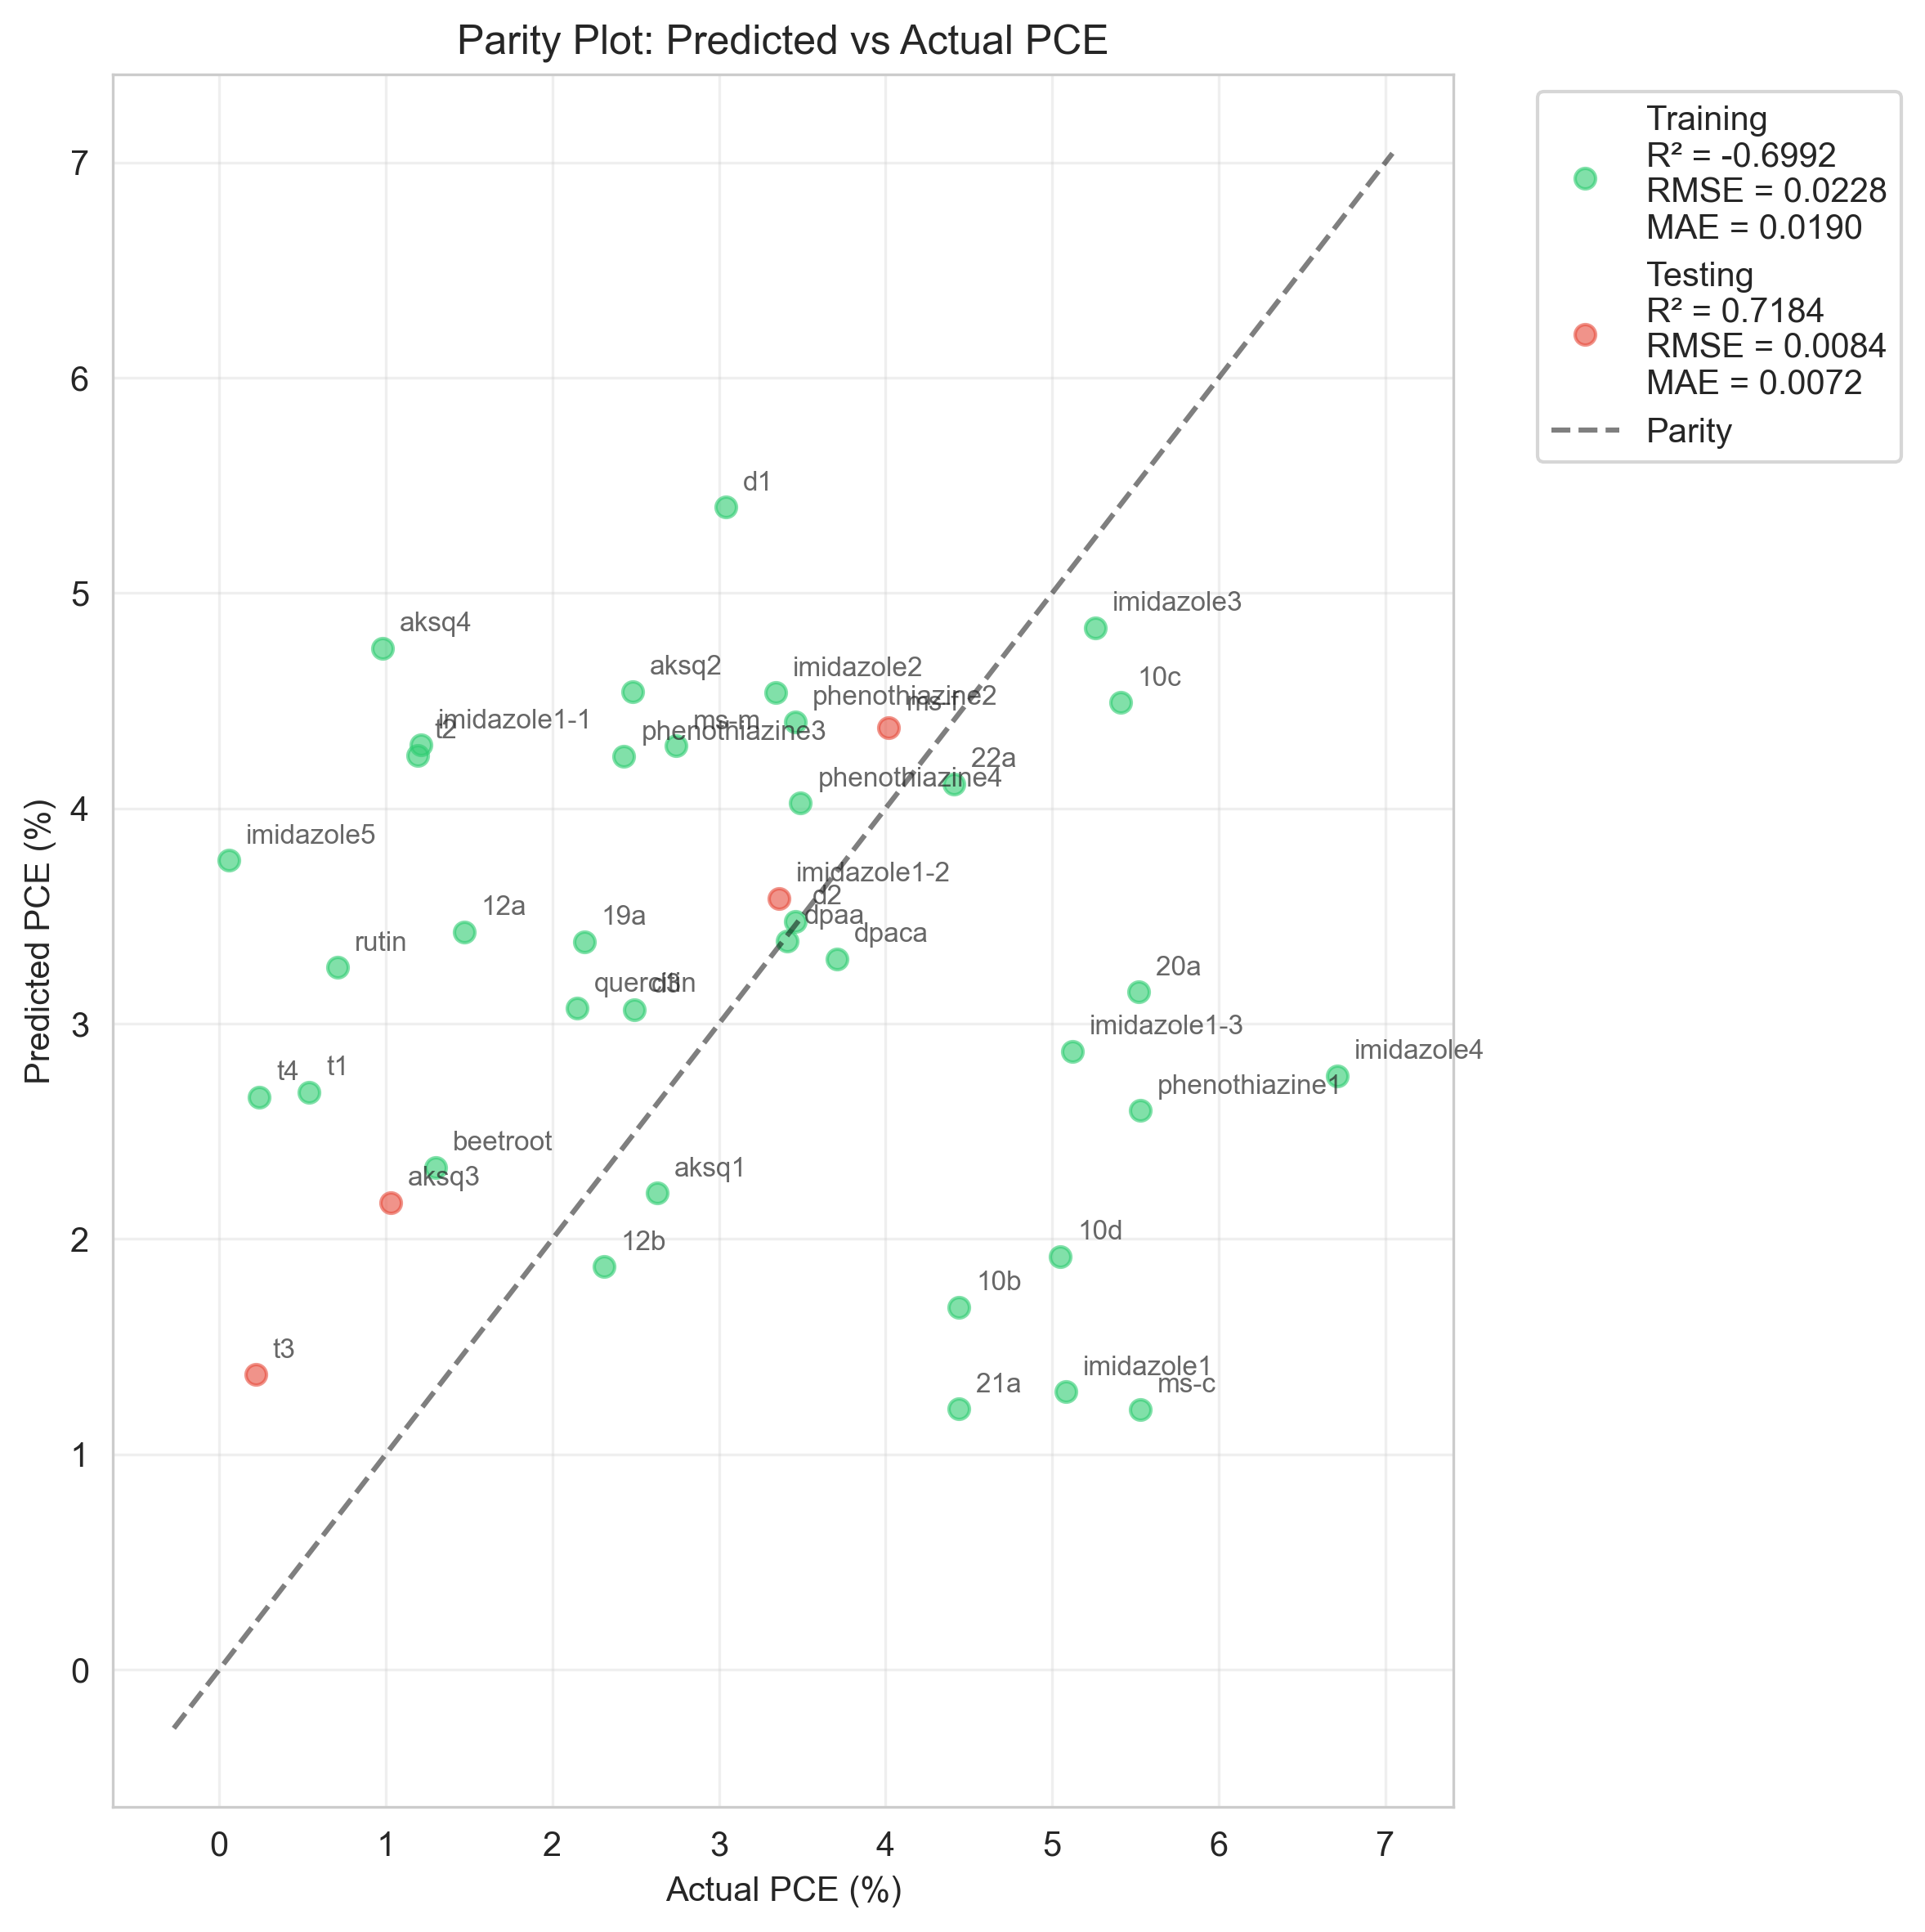 Parity Plot: Predicted vs Actual PCE
Training
R² = -0.6992
RMSE = 0.0228
MAE = 0.0190
Testing
R² = 0.7184
RMSE = 0.0084
MAE = 0.0072
Parity
Predicted PCE (%)
7
6
5
4
3
2
1
0
d1
imidazole3
aksq4
aksq2
imidazole2
10c
phenothiazine2
ms-f
imidazole1-1
t2
ms-m
phenothiazine3
22a
phenothiazine4
imidazole5
imidazole1-2
d2
12a
19a
dpaa
dpaca
rutin
20a
quercitin
d3
imidazole1-3
imidazole4
t4
t1
phenothiazine1
beetroot
aksq3
aksq1
12b
10d
10b
t3
imidazole1
21a
ms-c
0
1
2
3
4
5
6
7
Actual PCE (%)